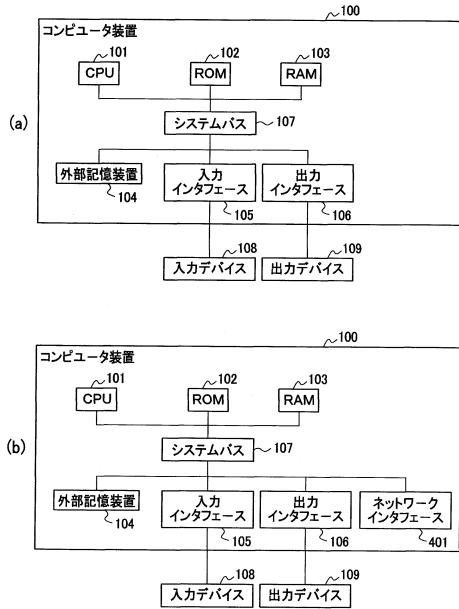 100
コンピュータ装置
101
102
103
CPU
ROM
RAM
(a)
システムバス
107
外部記憶装置
入力
インタフェース
出力
インタフェース
104
105
106
108
109
入力デバイス
出力デバイス
100
コンピュータ装置
101
102
103
CPU
ROM
RAM
(b)
システムバス
107
外部記憶装置
入力
インタフェース
出力
インタフェース
ネットワーク
インタフェース
104
105
106
401
108
109
入力デバイス
出力デバイス